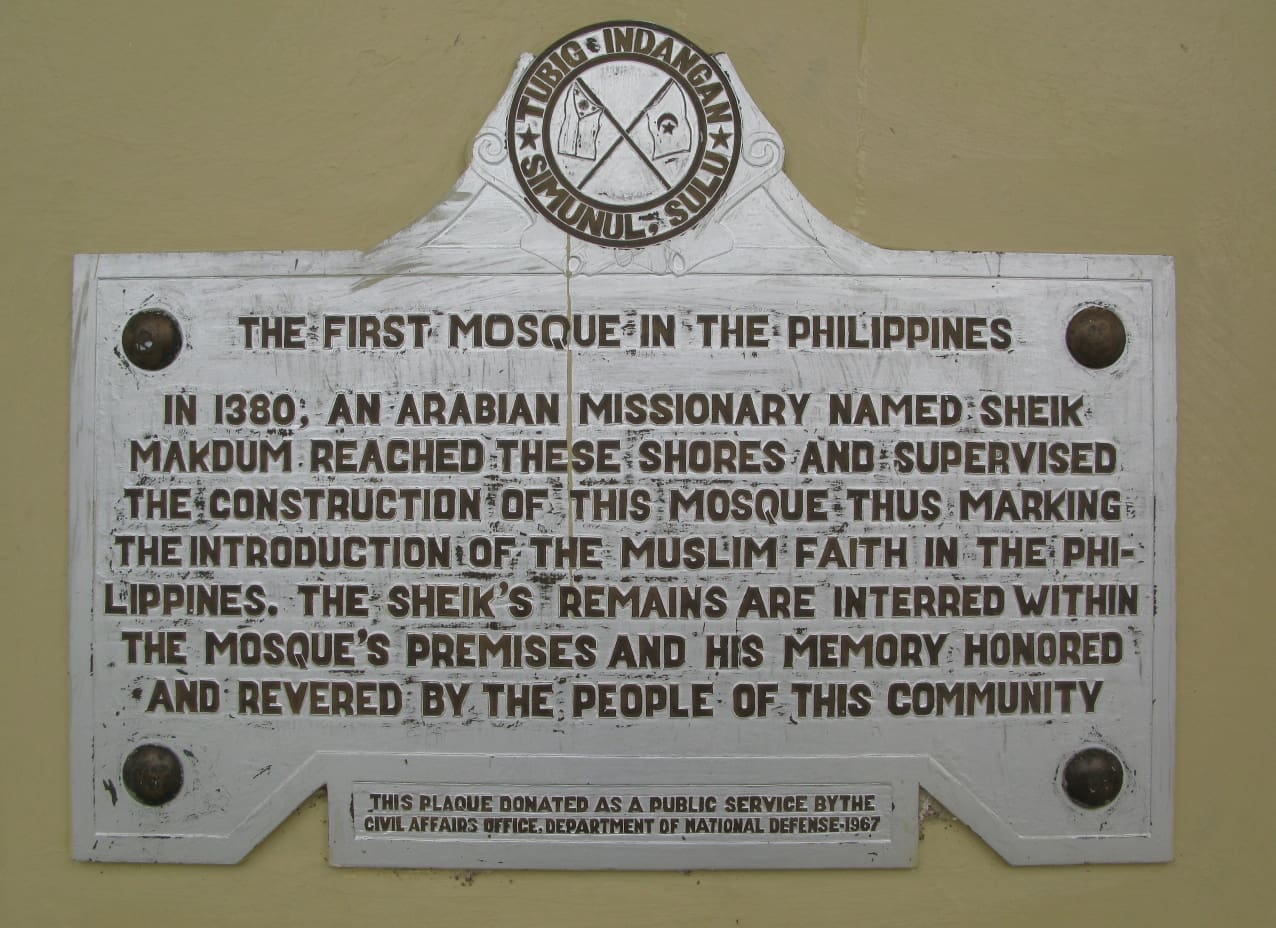 TUBIG & INDANGAN
★ SIMUNUL, SULU ★
THE FIRST MOSQUE IN THE PHILIPPINES
IN 1380, AN ARABIAN MISSIONARY NAMED SHEIK
MAKDUM REACHED THESE SHORES AND SUPERVISED
THE CONSTRUCTION OF THIS MOSQUE THUS MARKING
THE INTRODUCTION OF THE MUSLIM FAITH IN THE PHI-
LIPPINES. THE SHEIK'S REMAINS ARE INTERRED WITHIN
THE MOSQUE'S PREMISES AND HIS MEMORY HONORED
AND REVERED BY THE PEOPLE OF THIS COMMUNITY
THIS PLAQUE DONATED AS A PUBLIC SERVICE BY THE
CIVIL AFFAIRS OFFICE, DEPARTMENT OF NATIONAL DEFENSE-1967